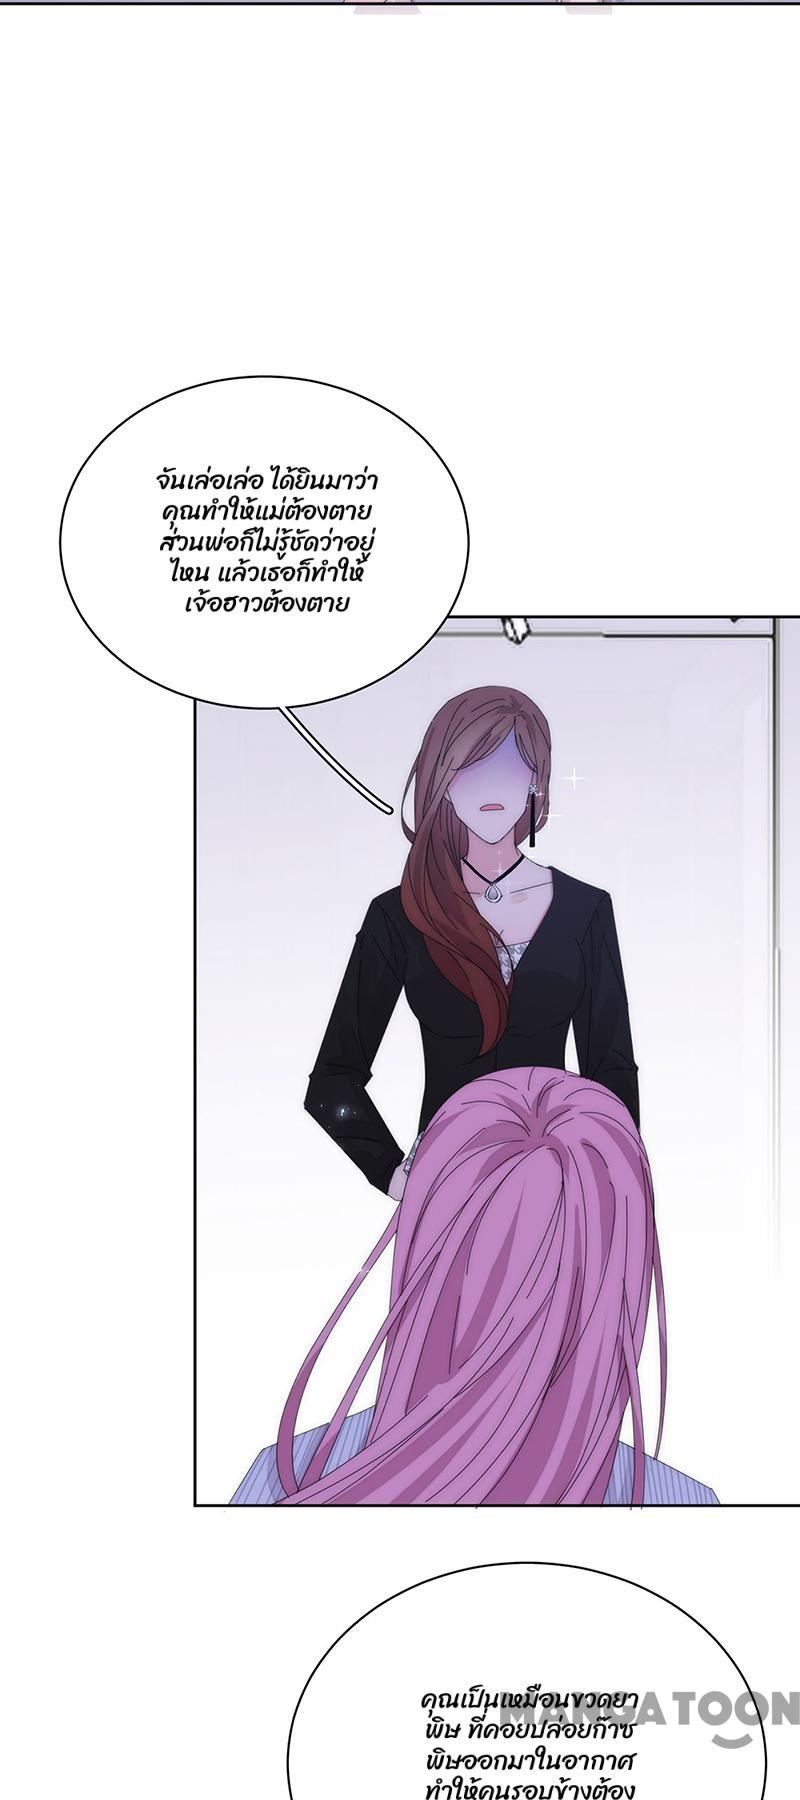 จันเล่อเล่อ ได้ยินมาว่า
คุณทำให้แม่ต้องตาย
ส่วนพ่อก็ไม่รู้ชัดว่าอยู่
ไหน แล้วเธอก็ทำให้
เจ้อฮาวต้องตาย
คุณเป็นเหมือนขวดยา
พิษ ที่คอยปล่อยก๊าซ
พิษออกมาในอากาศ
ทำให้คนรอบข้างต้อง
MANGATOON